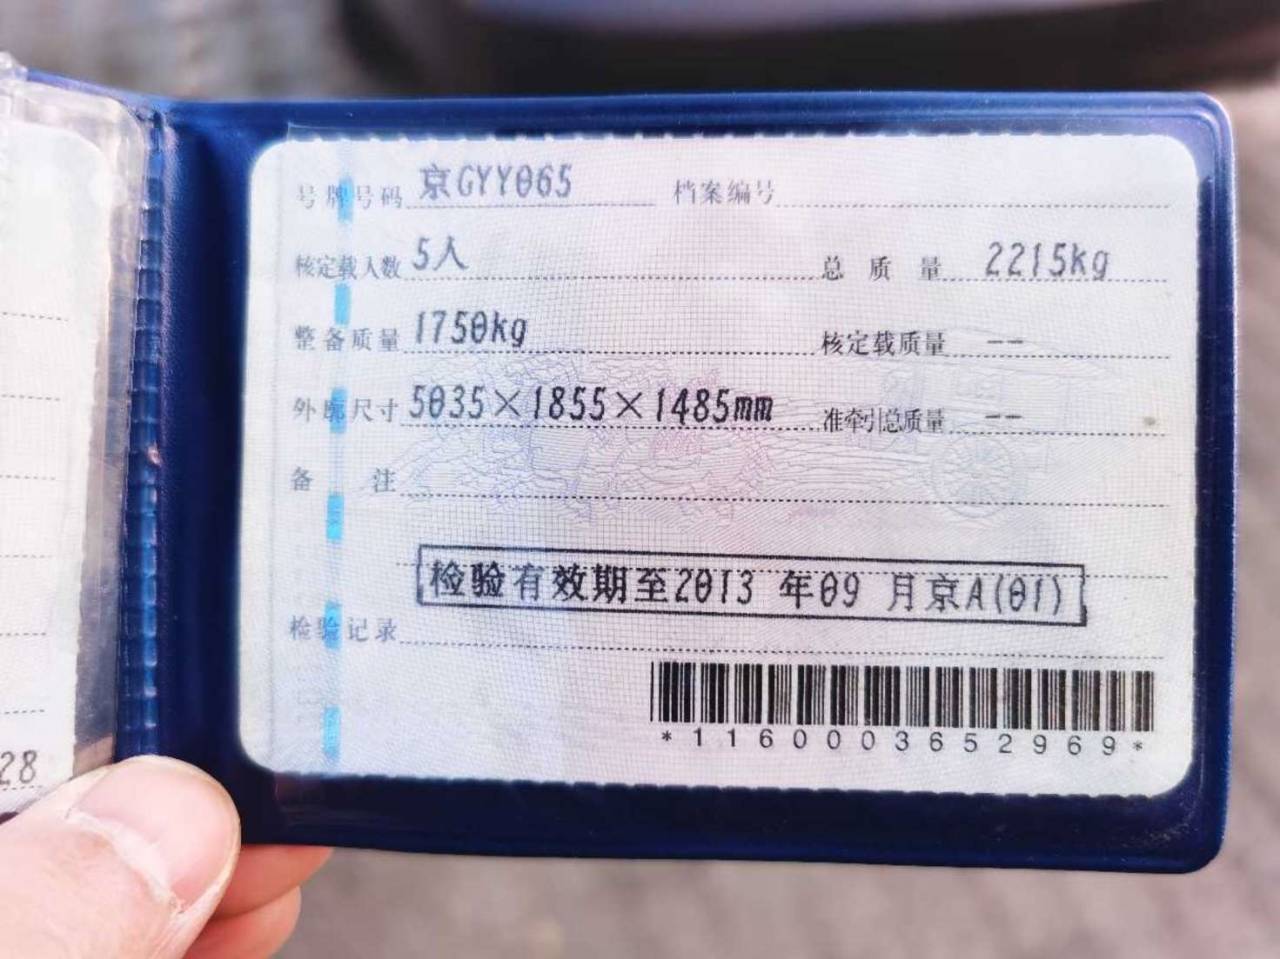 号牌号码 京GYY065 档案编号
核定载人数 5人 总质量 2215kg
整备质量 1750kg 核定载质量 --
外廓尺寸 5035×1855×1485mm 准牵引总质量 --
备注
检验有效期至2013 年09 月京A(01)
检验记录
*1160003652969*
28